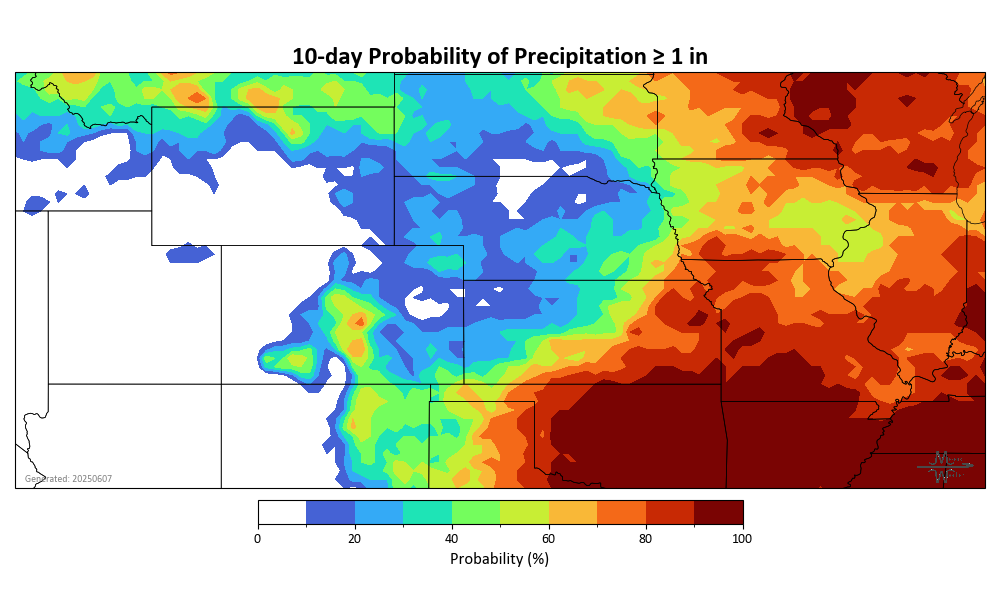 10-day Probability of Precipitation ≥ 1 in
Generated: 20250607
0 20 40 60 80 100
Probability (%)